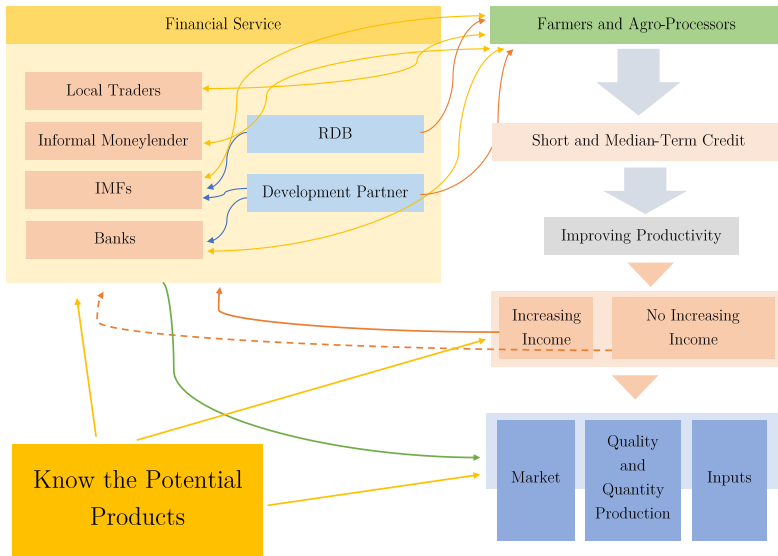 Financial Service
Farmers and Agro-Processors
Local Traders
Informal Moneylender
RDB
Short and Median-Term Credit
IMFs
Development Partner
Banks
Improving Productivity
Increasing
Income
No Increasing
Income
Know the Potential
Products
Market
Quality
and
Quantity
Production
Inputs